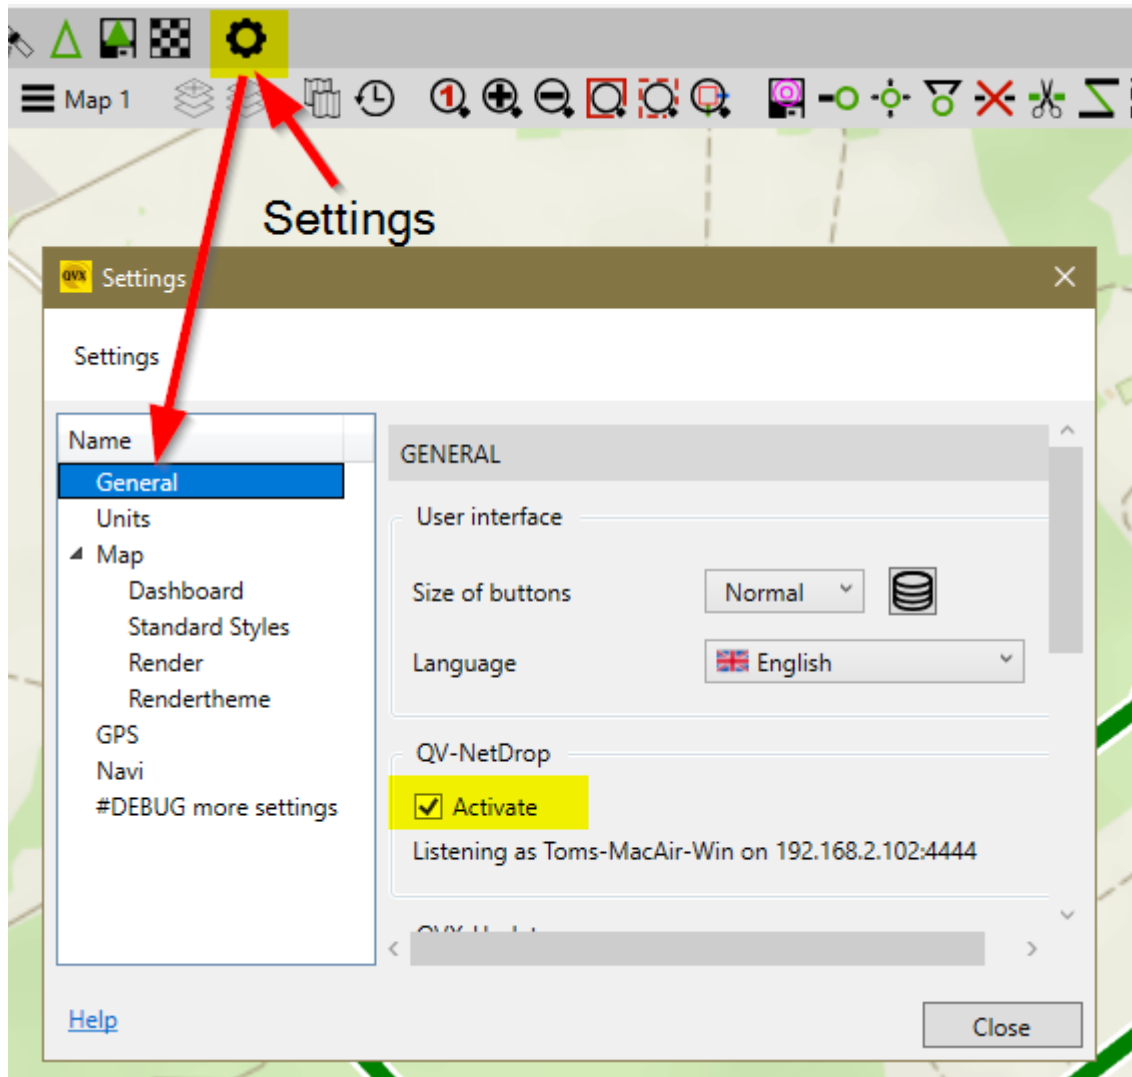 Map 1
1
Settings
QVX Settings
Settings
Name
General
Units
Map
Dashboard
Standard Styles
Render
Rendertheme
GPS
Navi
#DEBUG more settings
GENERAL
User interface
Size of buttons Normal
Language English
QV-NetDrop
Activate
Listening as Toms-MacAir-Win on 192.168.2.102:4444
Help
Close